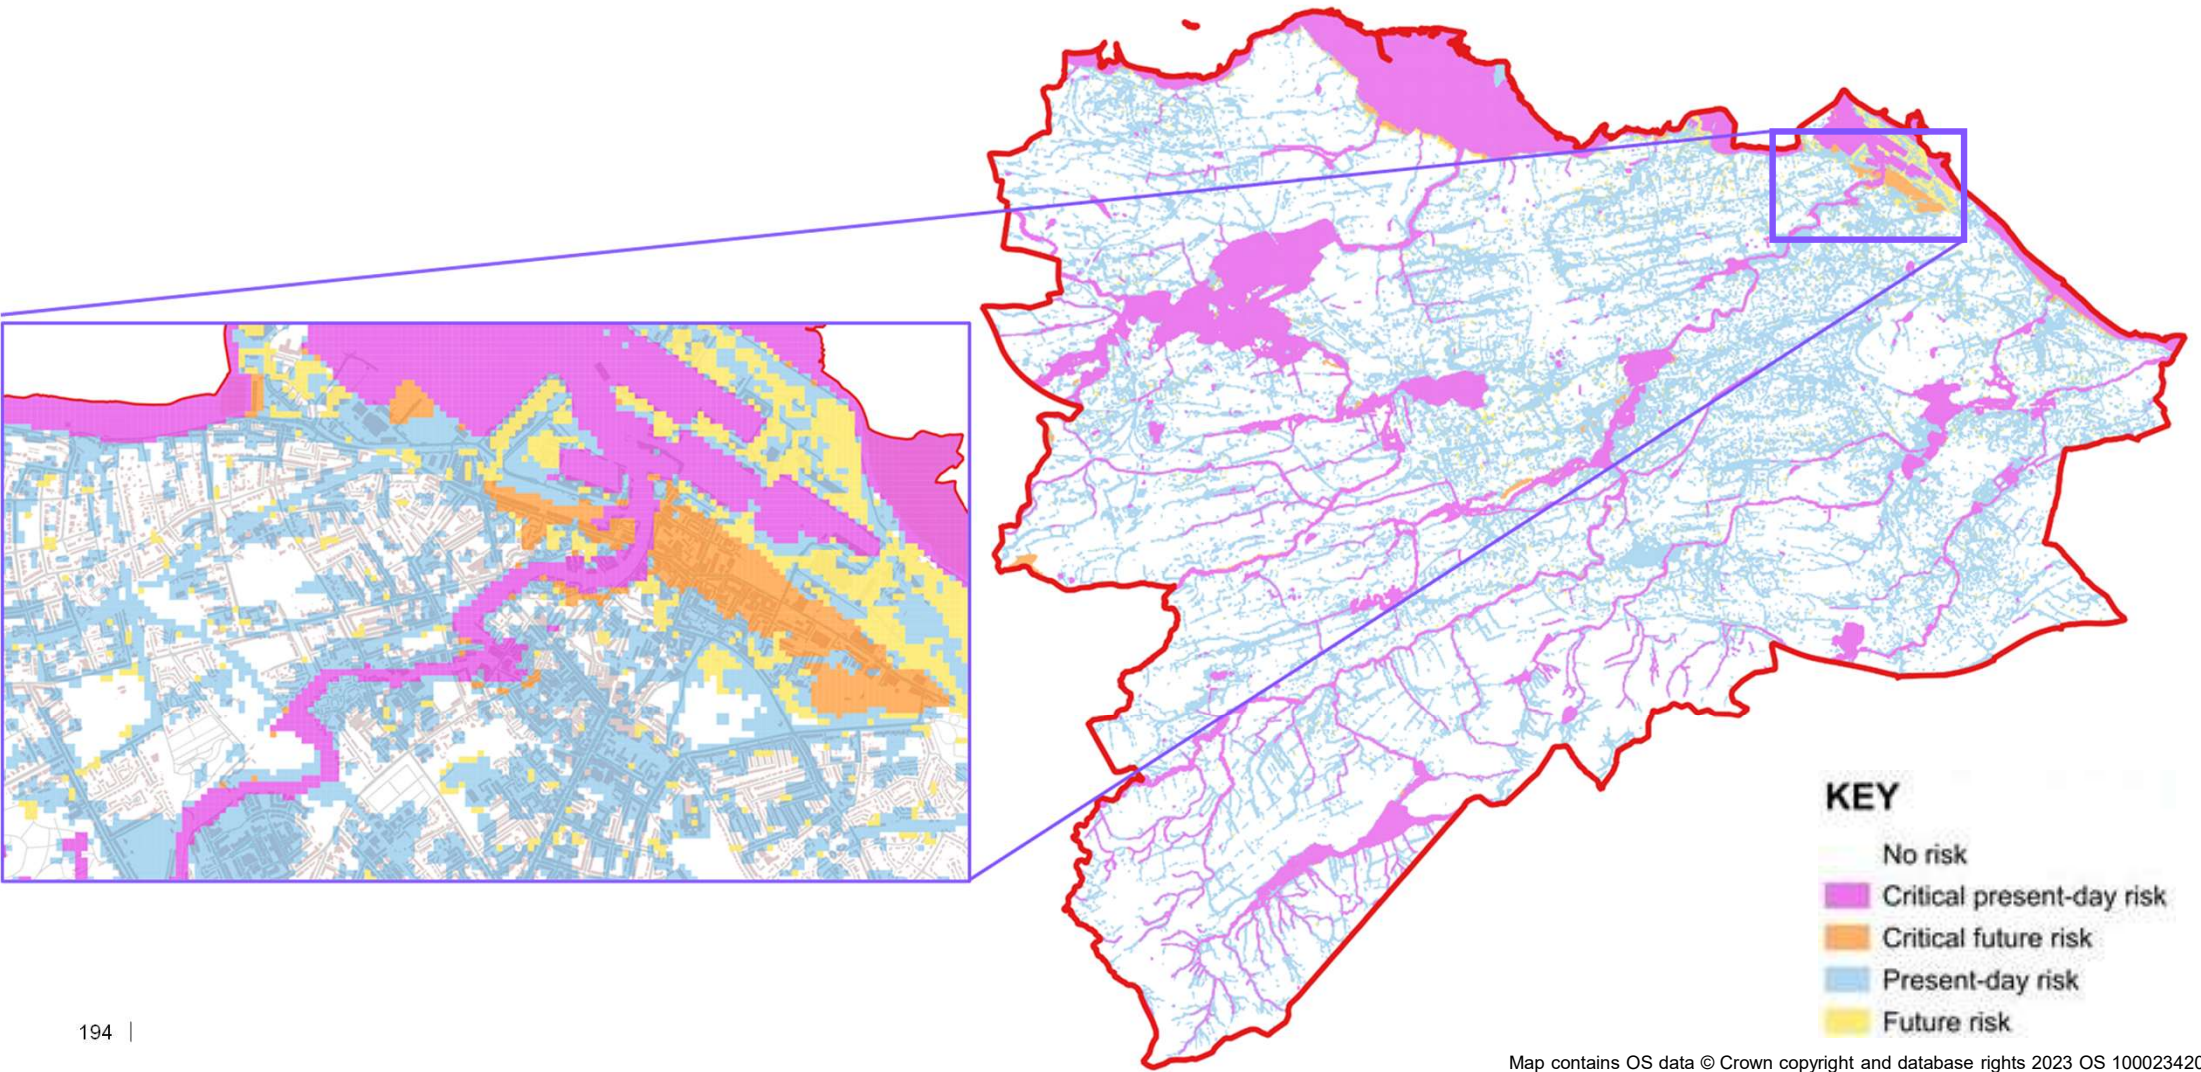 KEY
No risk
Critical present-day risk
Critical future risk
Present-day risk
Future risk
194 |
Map contains OS data © Crown copyright and database rights 2023 OS 100023420